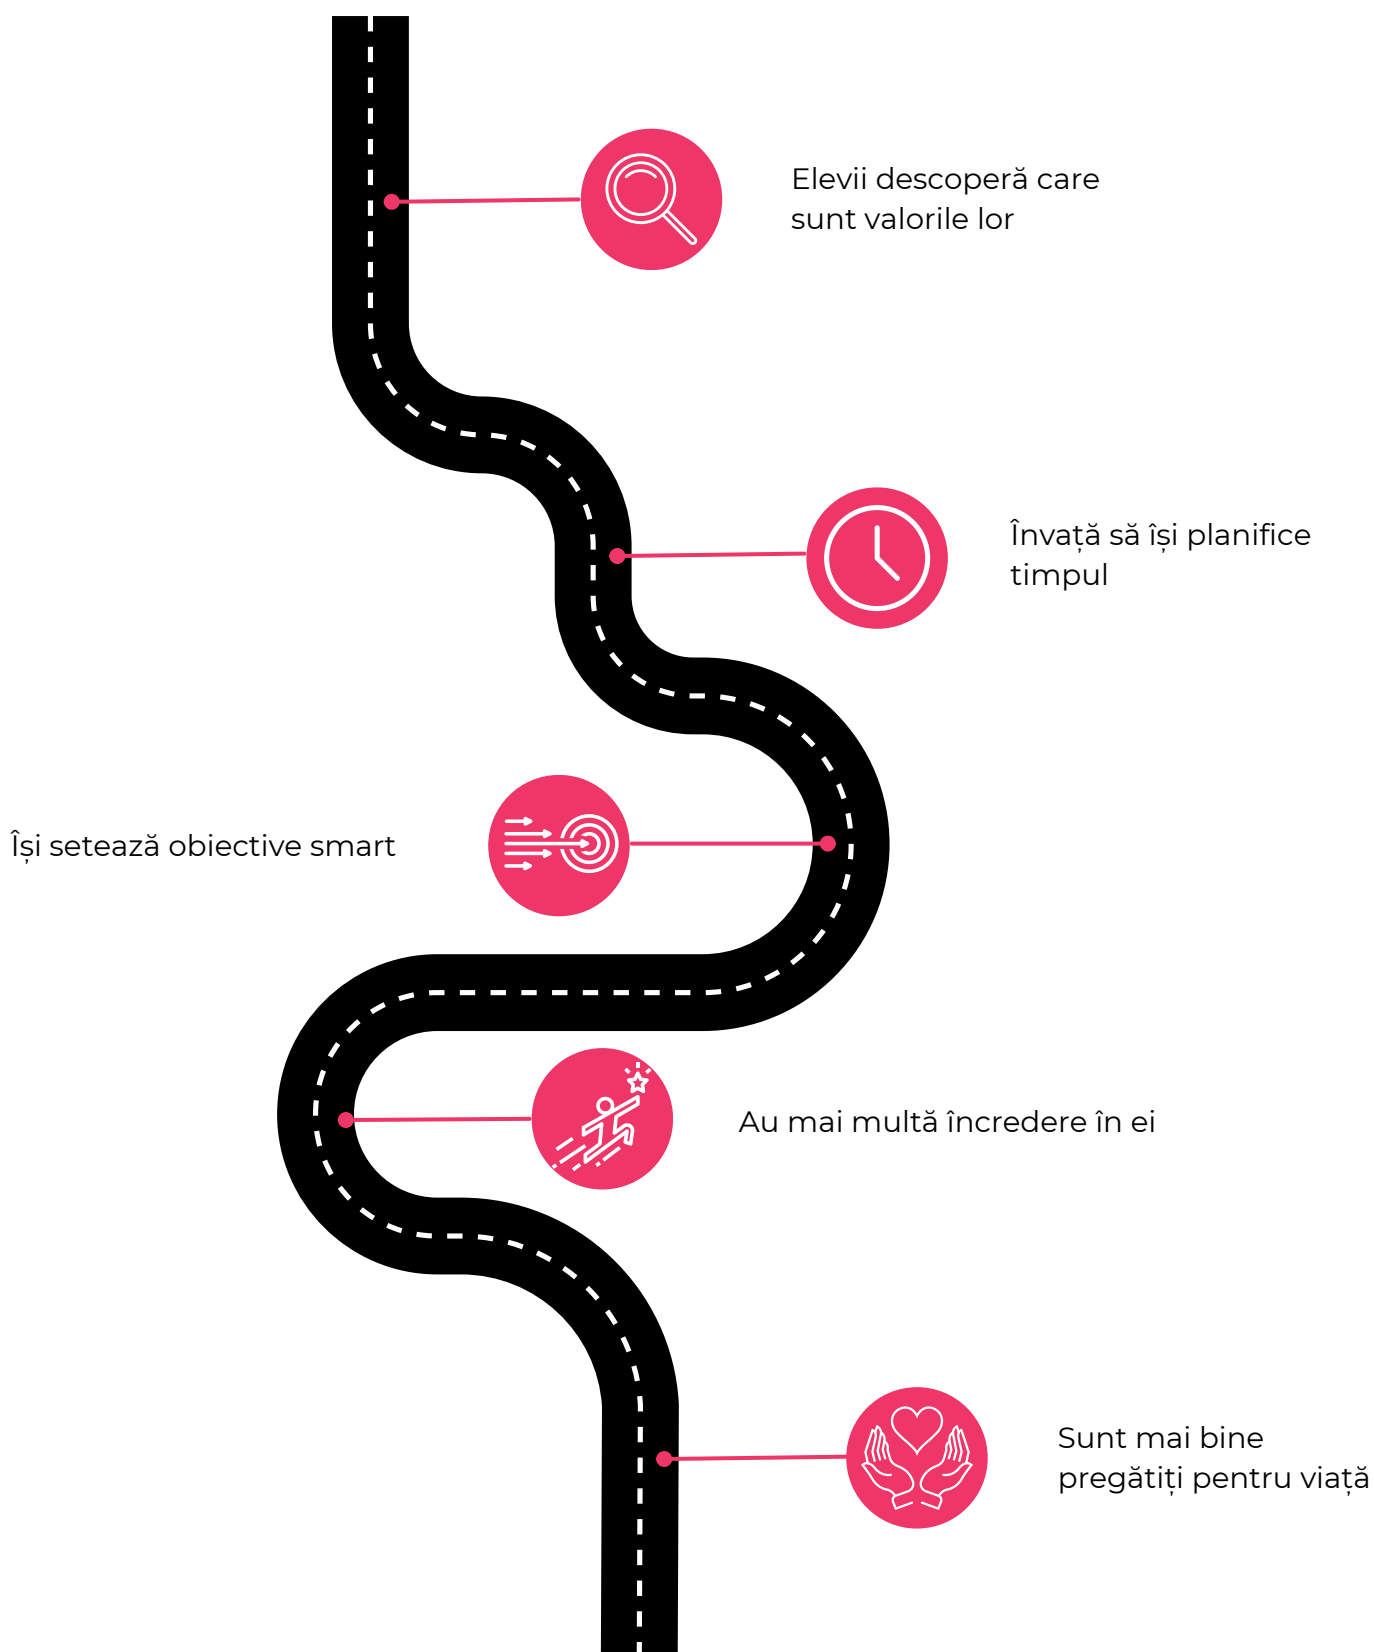 Elevii descoperă care
sunt valorile lor
Învață să își planifice
timpul
Își setează obiective smart
Au mai multă încredere în ei
Sunt mai bine
pregătiți pentru viață